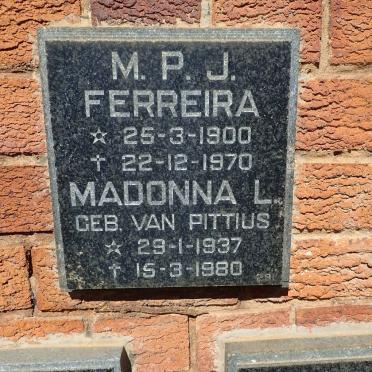 M. P. J.
FERREIRA
☆ 25-3-1900
† 22-12-1970
MADONNA L.
GEB. VAN PITTIUS
☆ 29-1-1937
† 15-3-1980